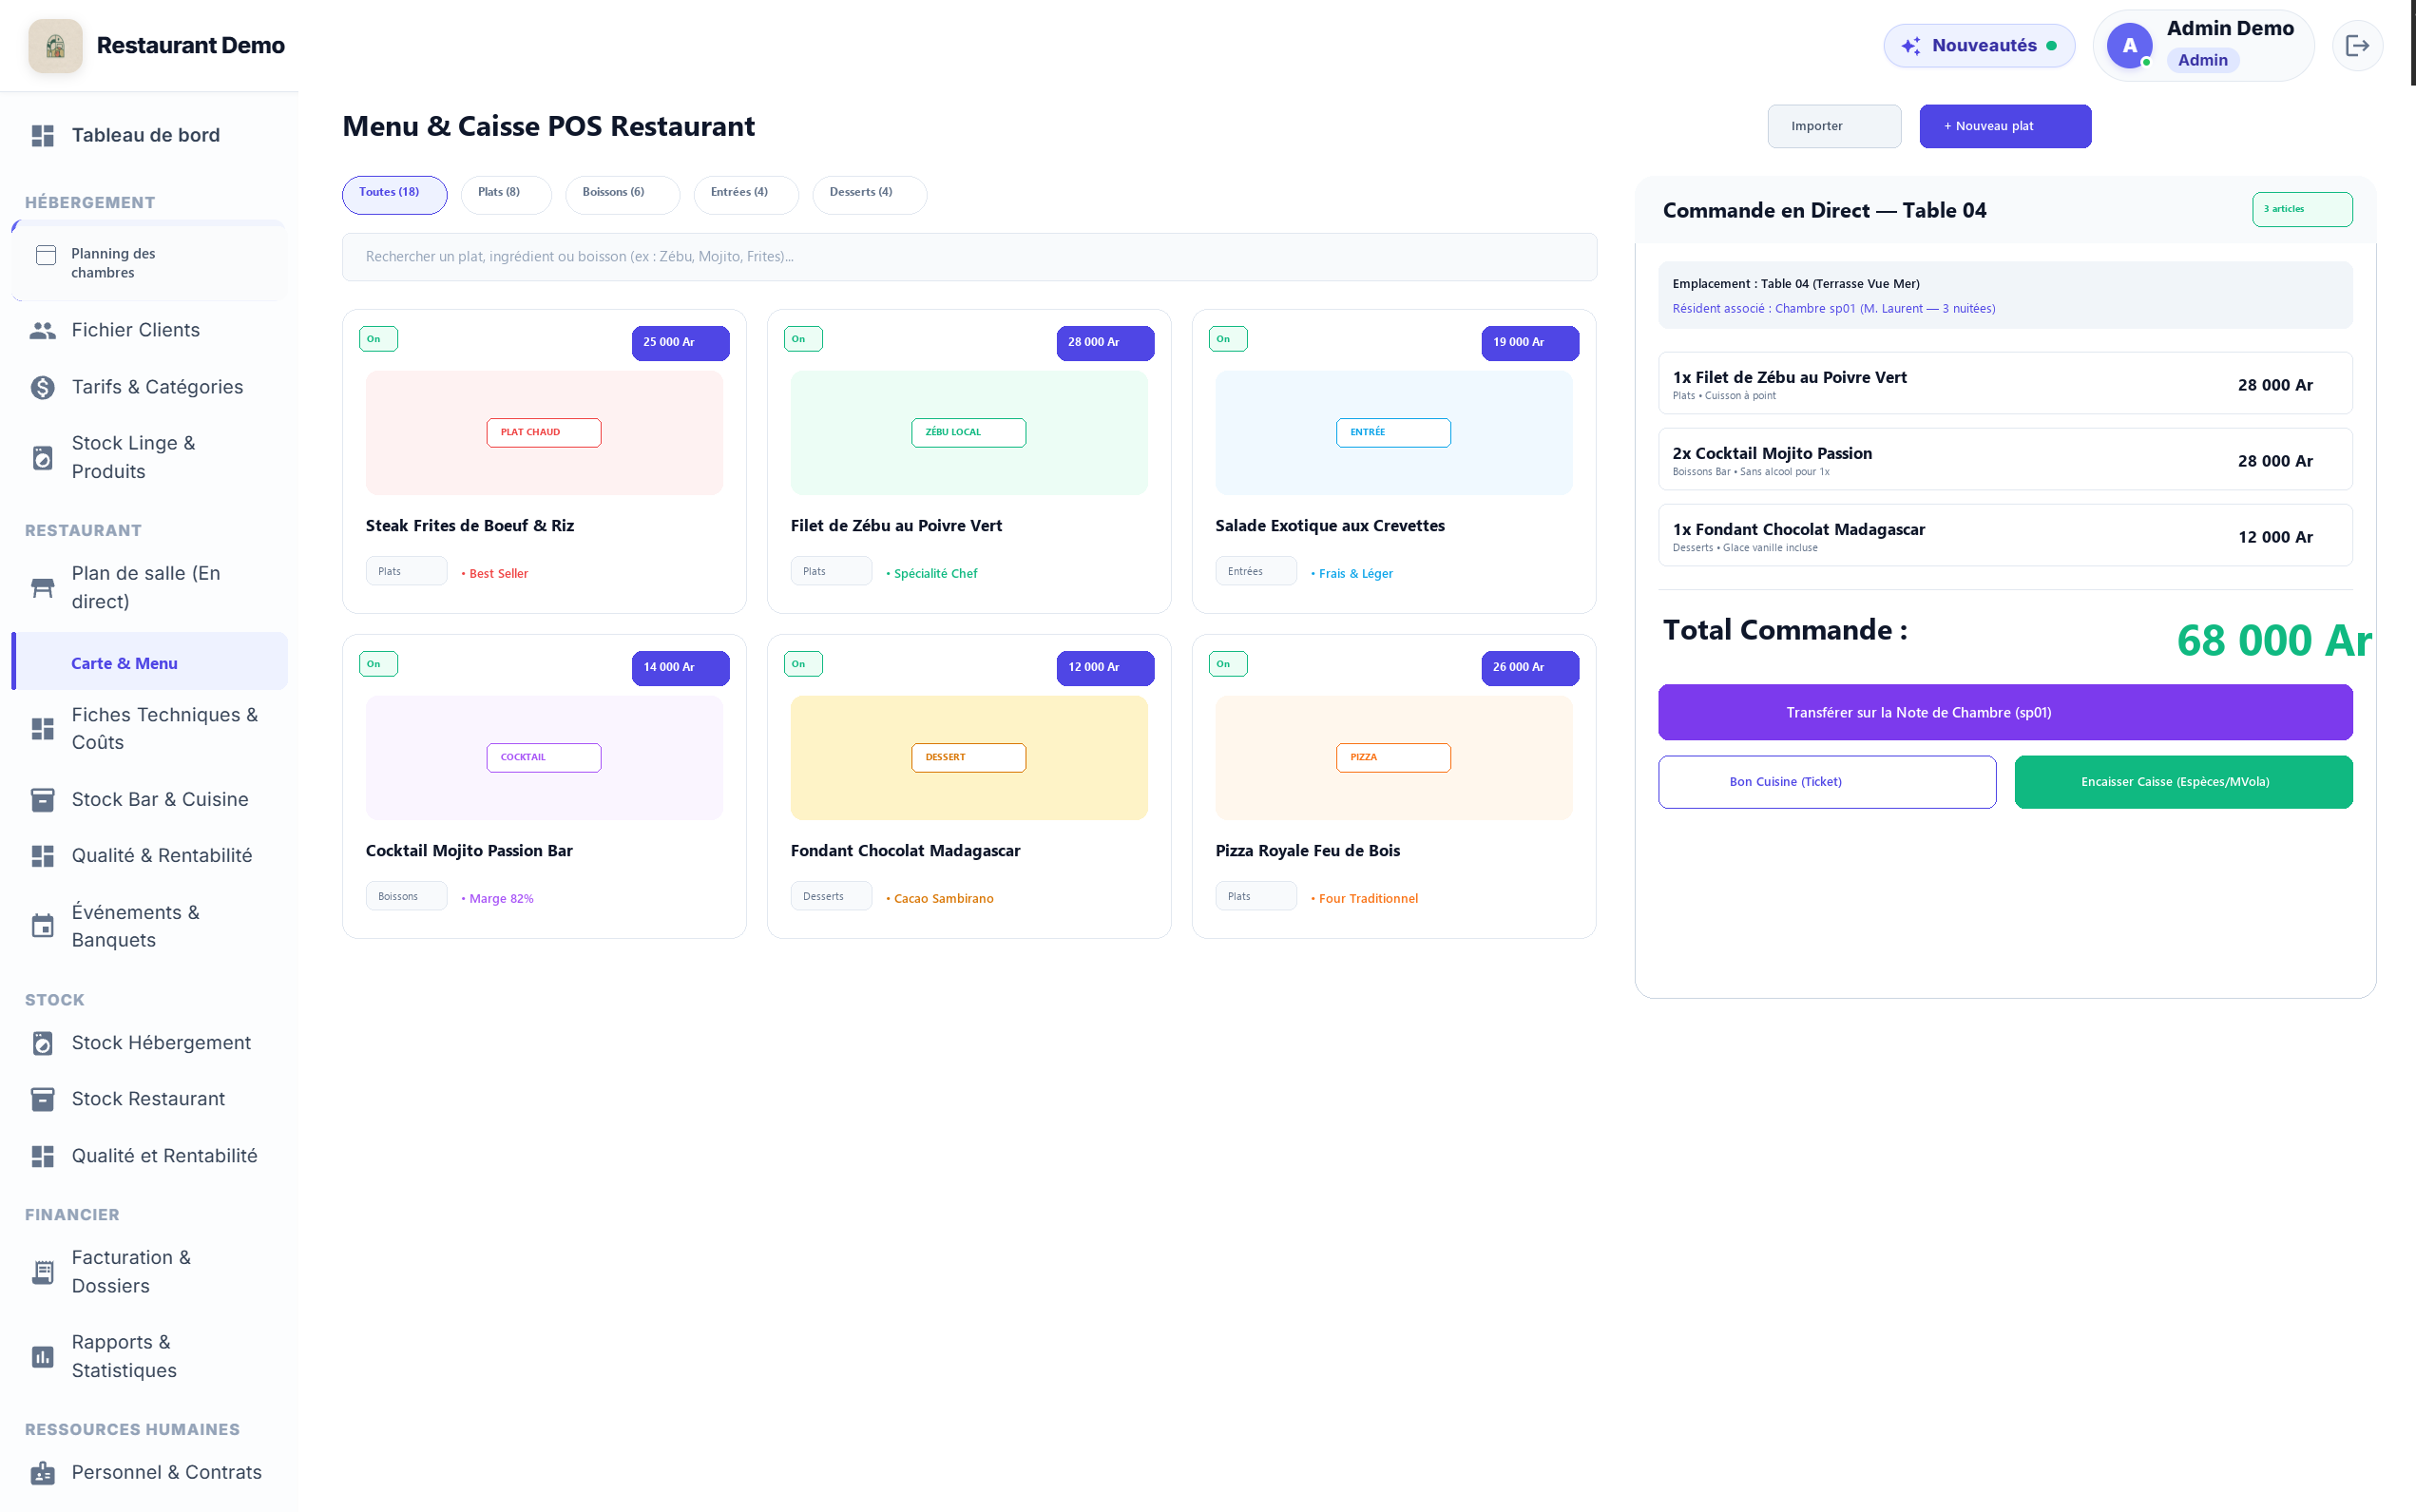 Restaurant Demo
Nouveautés
A
Admin Demo
Admin
Tableau de bord
HÉBERGEMENT
Planning des
chambres
Fichier Clients
Tarifs & Catégories
Stock Linge &
Produits
RESTAURANT
Plan de salle (En
direct)
Carte & Menu
Fiches Techniques &
Coûts
Stock Bar & Cuisine
Qualité & Rentabilité
Événements &
Banquets
STOCK
Stock Hébergement
Stock Restaurant
Qualité et Rentabilité
FINANCIER
Facturation &
Dossiers
Rapports &
Statistiques
RESSOURCES HUMAINES
Personnel & Contrats
Menu & Caisse POS Restaurant
Importer
+ Nouveau plat
Toutes (18)
Plats (8)
Boissons (6)
Entrées (4)
Desserts (4)
Rechercher un plat, ingrédient ou boisson (ex : Zébu, Mojito, Frites)...
On
25 000 Ar
PLAT CHAUD
Steak Frites de Boeuf & Riz
Plats
• Best Seller
On
28 000 Ar
ZÉBU LOCAL
Filet de Zébu au Poivre Vert
Plats
• Spécialité Chef
On
19 000 Ar
ENTRÉE
Salade Exotique aux Crevettes
Entrées
• Frais & Léger
On
14 000 Ar
COCKTAIL
Cocktail Mojito Passion Bar
Boissons
• Marge 82%
On
12 000 Ar
DESSERT
Fondant Chocolat Madagascar
Desserts
• Cacao Sambirano
On
26 000 Ar
PIZZA
Pizza Royale Feu de Bois
Plats
• Four Traditionnel
Commande en Direct — Table 04
3 articles
Emplacement : Table 04 (Terrasse Vue Mer)
Résident associé : Chambre sp01 (M. Laurent — 3 nuitées)
1x Filet de Zébu au Poivre Vert
Plats • Cuisson à point
28 000 Ar
2x Cocktail Mojito Passion
Boissons Bar • Sans alcool pour 1x
28 000 Ar
1x Fondant Chocolat Madagascar
Desserts • Glace vanille incluse
12 000 Ar
Total Commande :
68 000 Ar
Transférer sur la Note de Chambre (sp01)
Bon Cuisine (Ticket)
Encaisser Caisse (Espèces/MVola)